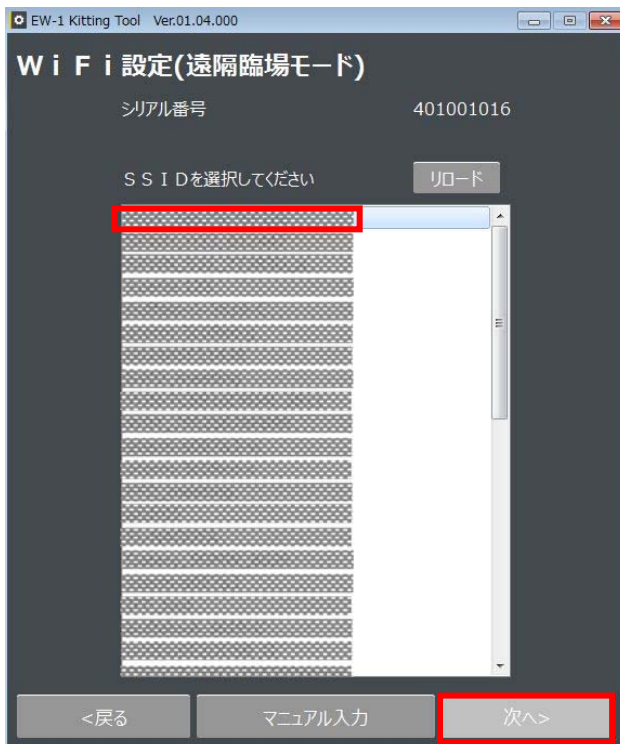 EW-1 Kitting Tool Ver.01.04.000
ＷｉＦｉ設定(遠隔臨場モード)
シリアル番号 401001016
ＳＳＩＤを選択してください リロード
<戻る マニュアル入力 次へ>